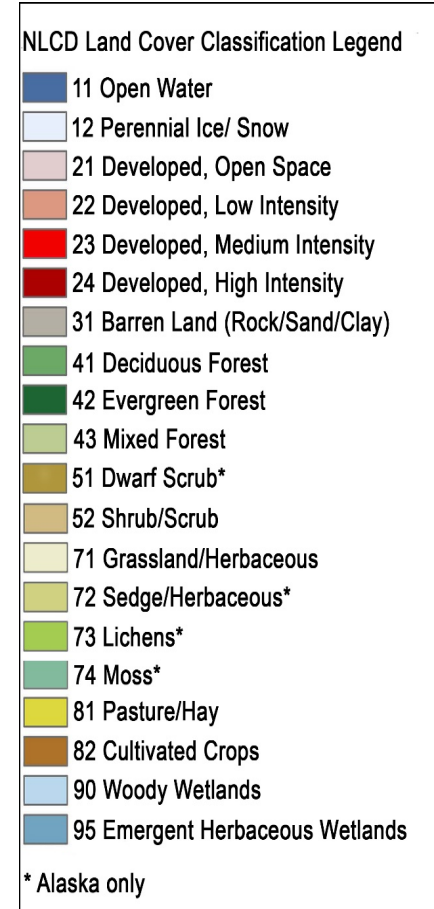 NLCD Land Cover Classification Legend
11 Open Water
12 Perennial Ice/ Snow
21 Developed, Open Space
22 Developed, Low Intensity
23 Developed, Medium Intensity
24 Developed, High Intensity
31 Barren Land (Rock/Sand/Clay)
41 Deciduous Forest
42 Evergreen Forest
43 Mixed Forest
51 Dwarf Scrub*
52 Shrub/Scrub
71 Grassland/Herbaceous
72 Sedge/Herbaceous*
73 Lichens*
74 Moss*
81 Pasture/Hay
82 Cultivated Crops
90 Woody Wetlands
95 Emergent Herbaceous Wetlands
* Alaska only